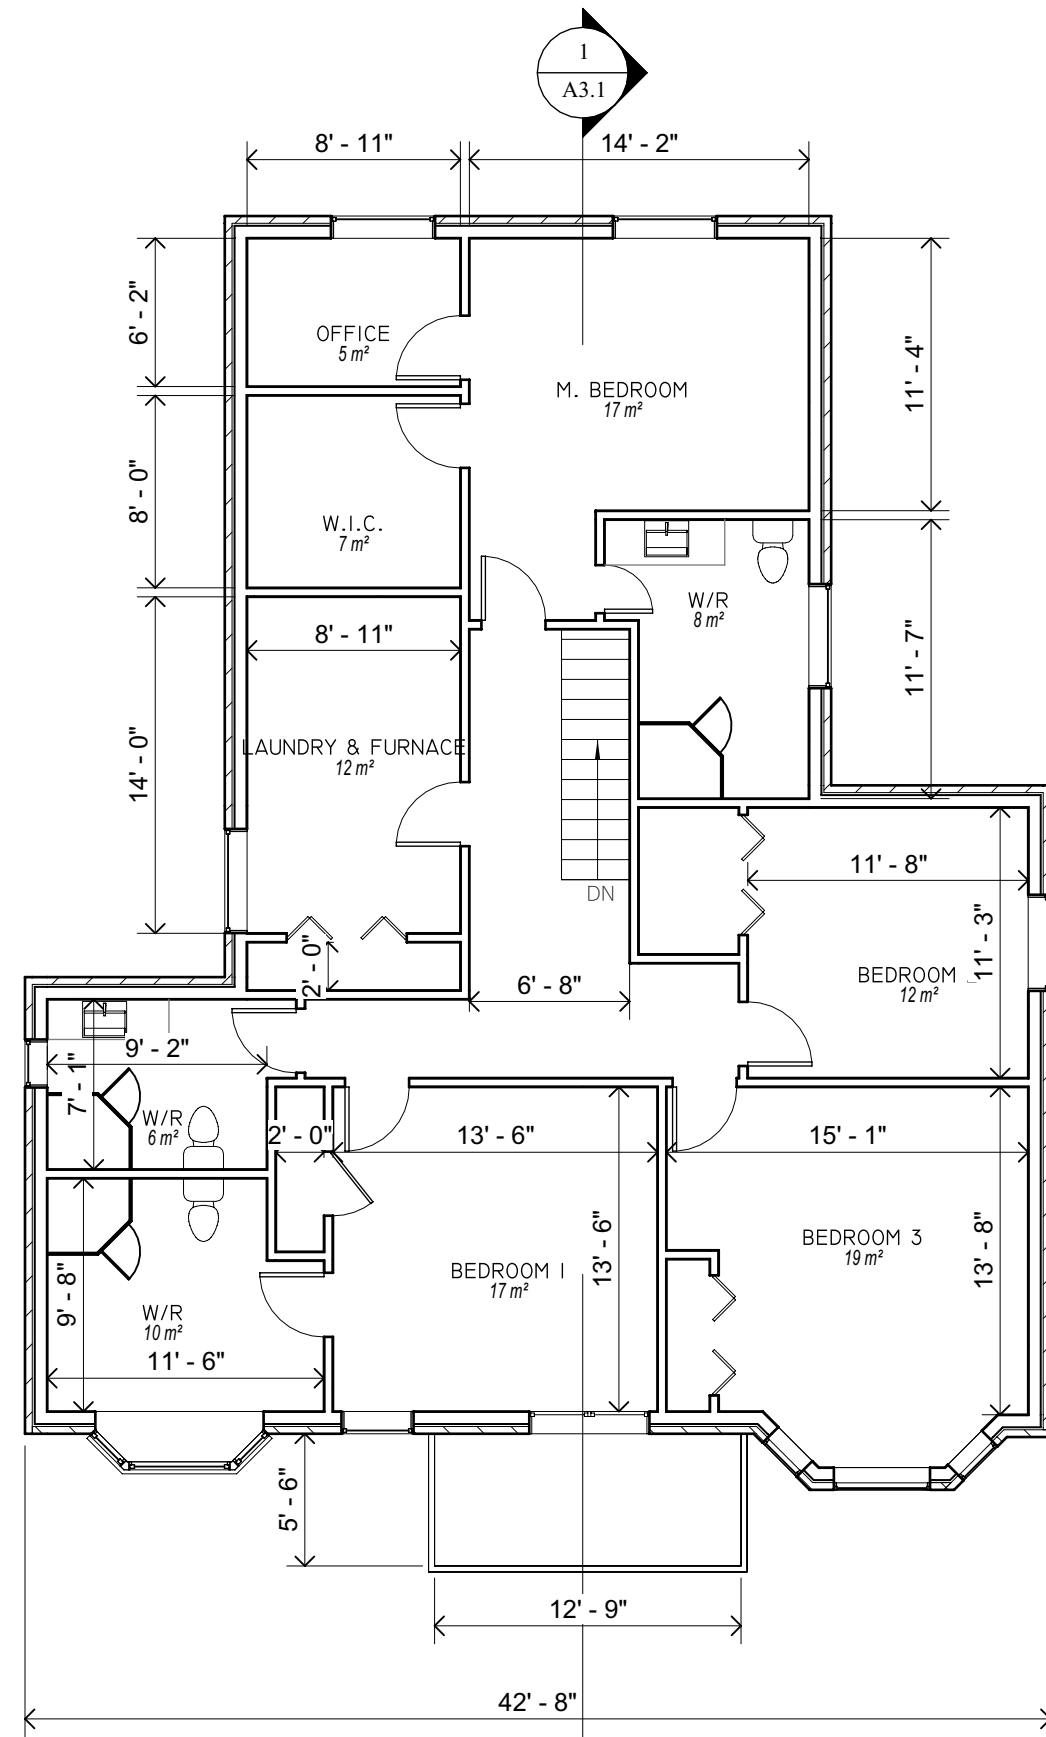 1
A3.1
8' - 11"
14' - 2"
6' - 2"
OFFICE
5 m²
11' - 4"
M. BEDROOM
17 m²
8' - 0"
W.I.C.
7 m²
W/R
8 m²
8' - 11"
11' - 7"
14' - 0"
LAUNDRY & FURNACE
12 m²
11' - 8"
DN
11' - 3"
2' - 0"
BEDROOM
12 m²
6' - 8"
9' - 2"
7' - 1"
W/R
6 m²
2' - 0"
13' - 6"
15' - 1"
BEDROOM 3
19 m²
13' - 6"
13' - 8"
BEDROOM 1
17 m²
9' - 8"
W/R
10 m²
11' - 6"
5' - 6"
12' - 9"
42' - 8"